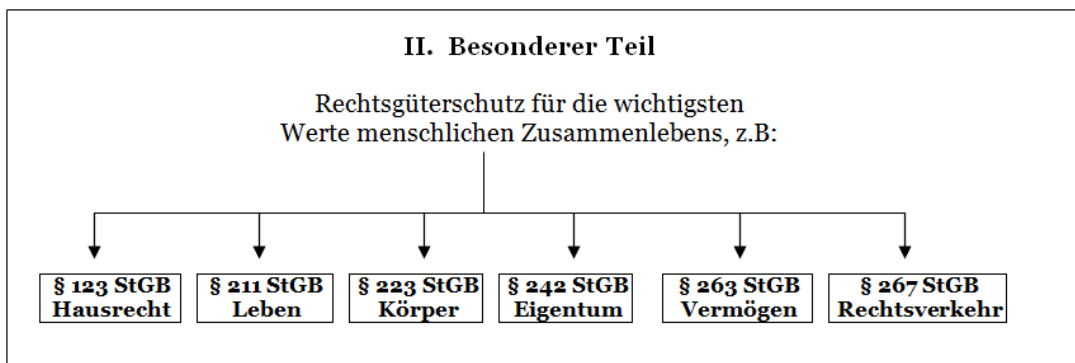 II. Besonderer Teil
Rechtsgüterschutz für die wichtigsten
Werte menschlichen Zusammenlebens, z.B:
§ 123 StGB
Hausrecht
§ 211 StGB
Leben
§ 223 StGB
Körper
§ 242 StGB
Eigentum
§ 263 StGB
Vermögen
§ 267 StGB
Rechtsverkehr